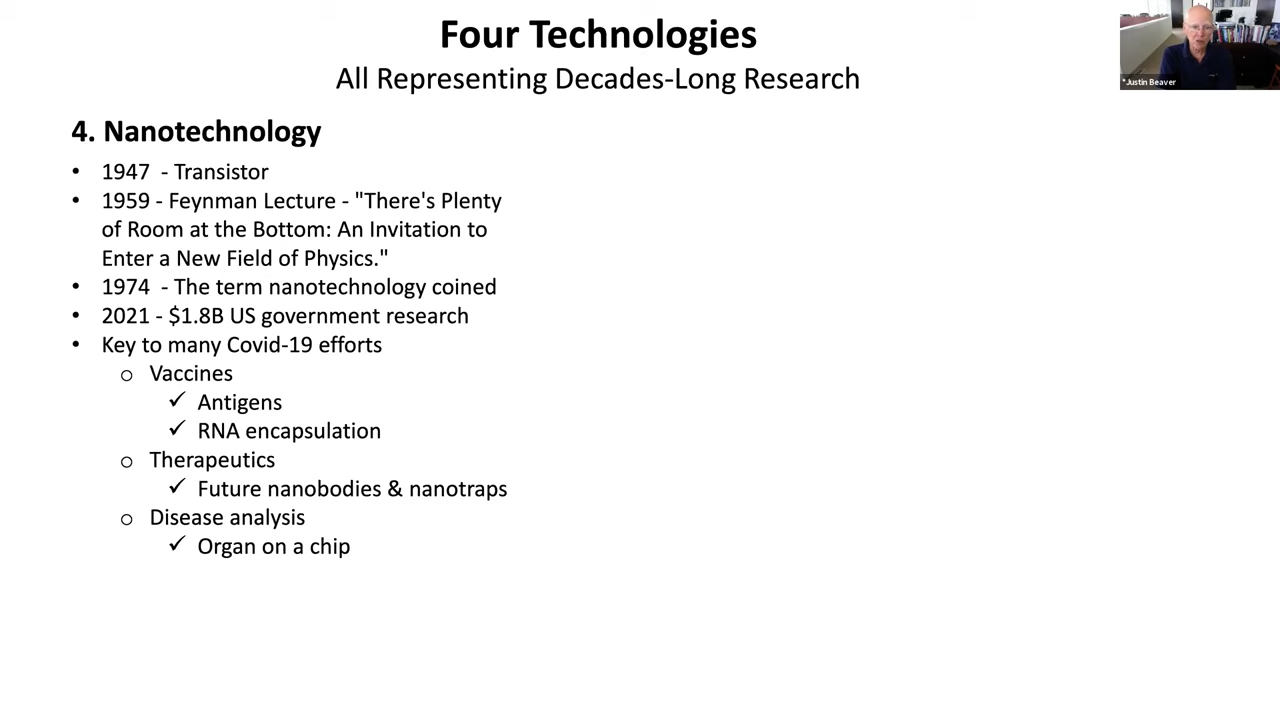 Four Technologies
All Representing Decades-Long Research
*Justin Beaver
4. Nanotechnology
• 1947 - Transistor
• 1959 - Feynman Lecture - "There's Plenty
of Room at the Bottom: An Invitation to
Enter a New Field of Physics."
• 1974 - The term nanotechnology coined
• 2021 - $1.8B US government research
• Key to many Covid-19 efforts
o Vaccines
✓ Antigens
✓ RNA encapsulation
o Therapeutics
✓ Future nanobodies & nanotraps
o Disease analysis
✓ Organ on a chip